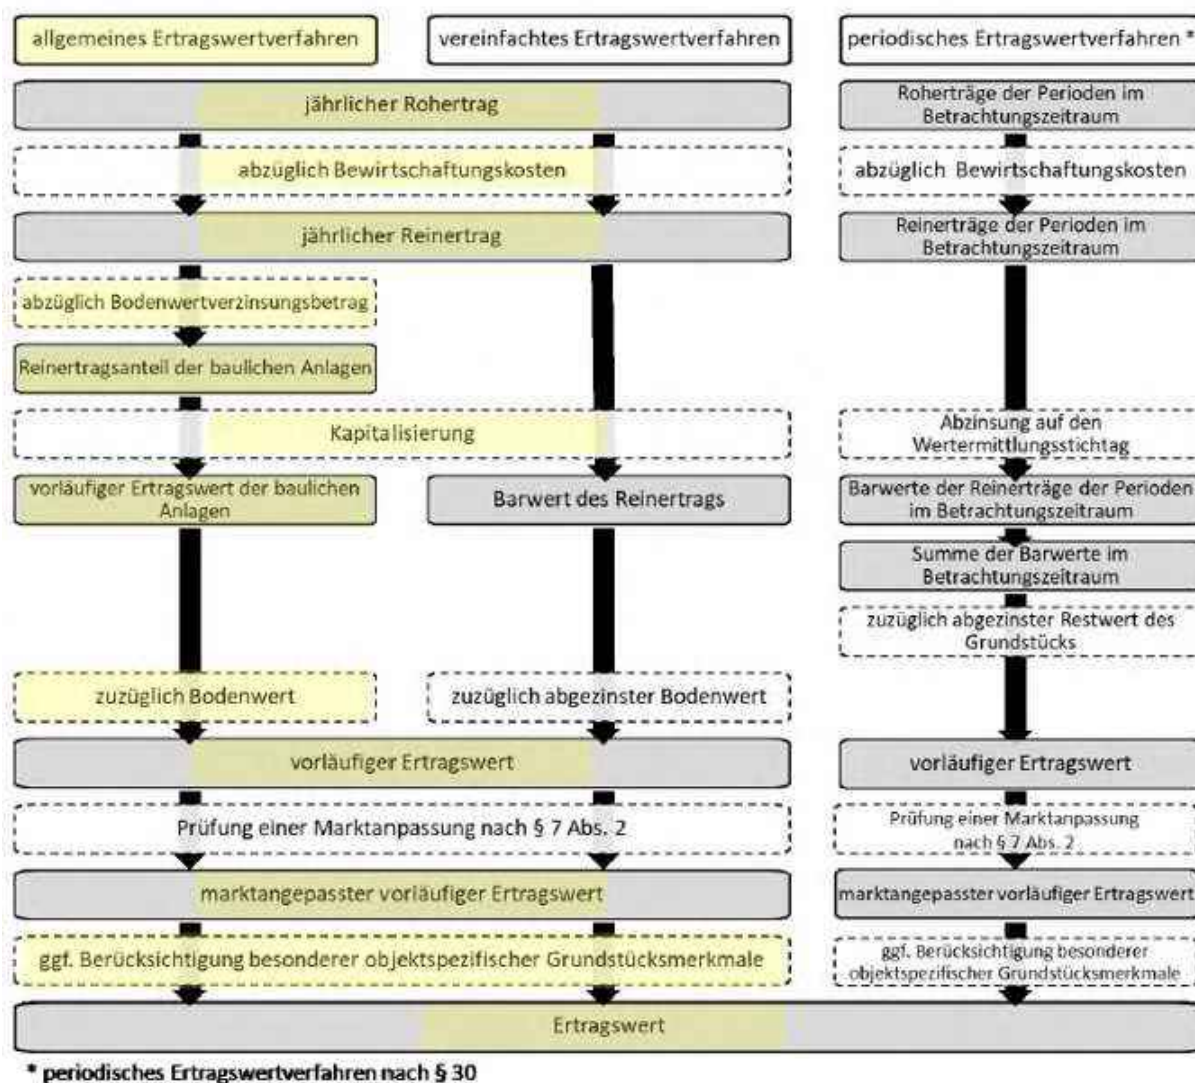 allgemeines Ertragswertverfahren
vereinfachtes Ertragswertverfahren
periodisches Ertragswertverfahren *
jährlicher Rohertrag
Roherträge der Perioden im
Betrachtungszeitraum
abzüglich Bewirtschaftungskosten
abzüglich Bewirtschaftungskosten
jährlicher Reinertrag
Reinerträge der Perioden im
Betrachtungszeitraum
abzüglich Bodenwertverzinsungsbetrag
Reinertragsanteil der baulichen Anlagen
Kapitalisierung
Abzinsung auf den
Wertermittlungsstichtag
vorläufiger Ertragswert der baulichen
Anlagen
Barwert des Reinertrags
Barwerte der Reinerträge der Perioden
im Betrachtungszeitraum
Summe der Barwerte im
Betrachtungszeitraum
zuzüglich abgezinster Restwert des
Grundstücks
zuzüglich Bodenwert
zuzüglich abgezinster Bodenwert
vorläufiger Ertragswert
vorläufiger Ertragswert
Prüfung einer Marktanpassung nach § 7 Abs. 2
Prüfung einer Marktanpassung
nach § 7 Abs. 2
marktangepasster vorläufiger Ertragswert
marktangepasster vorläufiger Ertragswert
ggf. Berücksichtigung besonderer objektspezifischer Grundstücksmerkmale
ggf. Berücksichtigung besonderer
objektspezifischer Grundstücksmerkmale
Ertragswert
* periodisches Ertragswertverfahren nach § 30